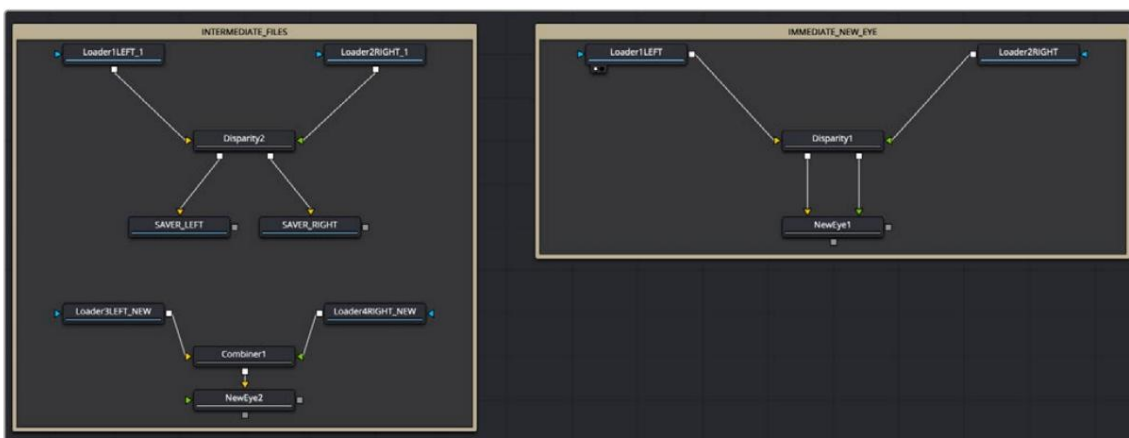 INTERMEDIATE_FILES
Loader1LEFT_1
Loader2RIGHT_1
Disparity2
SAVER_LEFT
SAVER_RIGHT
Loader3LEFT_NEW
Loader4RIGHT_NEW
Combiner1
NewEye2
IMMEDIATE_NEW_EYE
Loader1LEFT
Loader2RIGHT
Disparity1
NewEye1